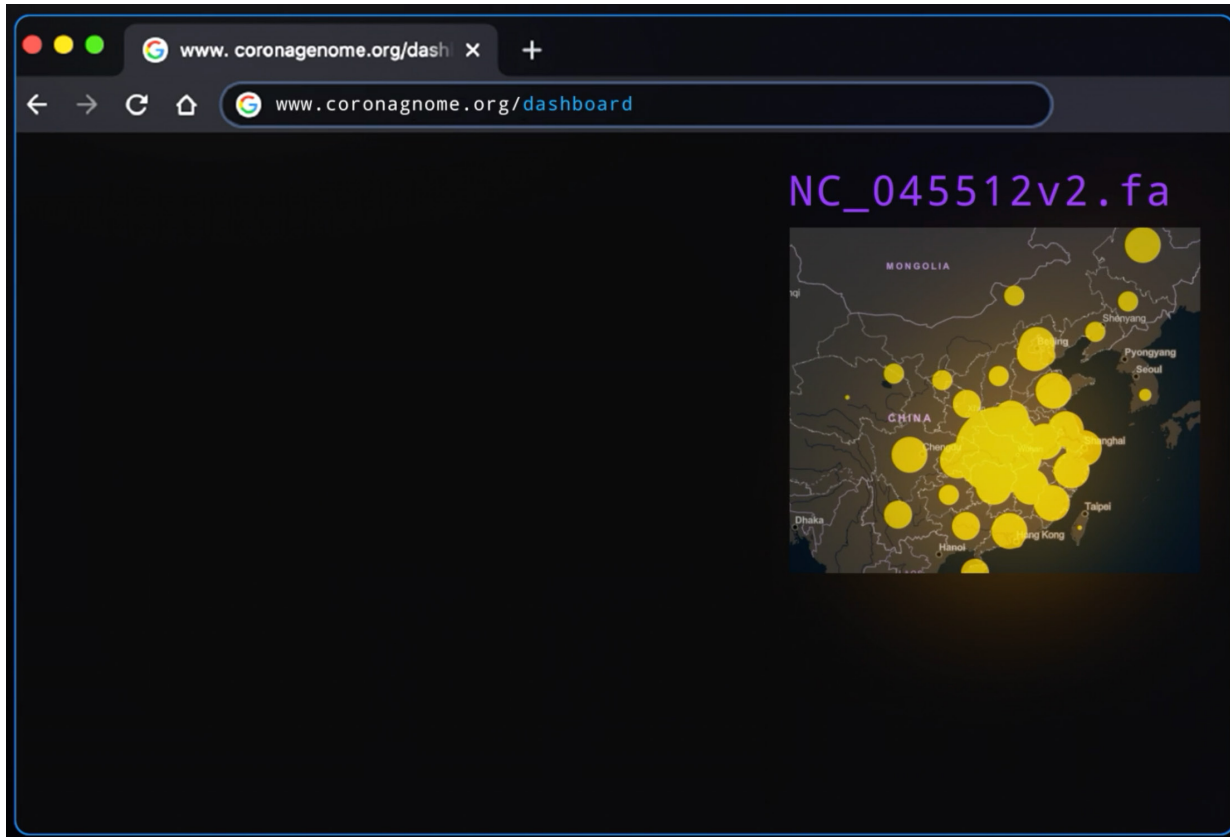 www. coronagenome.org/dash
www.coronagnome.org/dashboard
NC_045512v2.fa
MONGOLIA
Shenyang
Beijing
Pyongyang
Seoul
CHINA
Chengdu
Shanghai
Taipei
Dhaka
Hong Kong
Hanoi